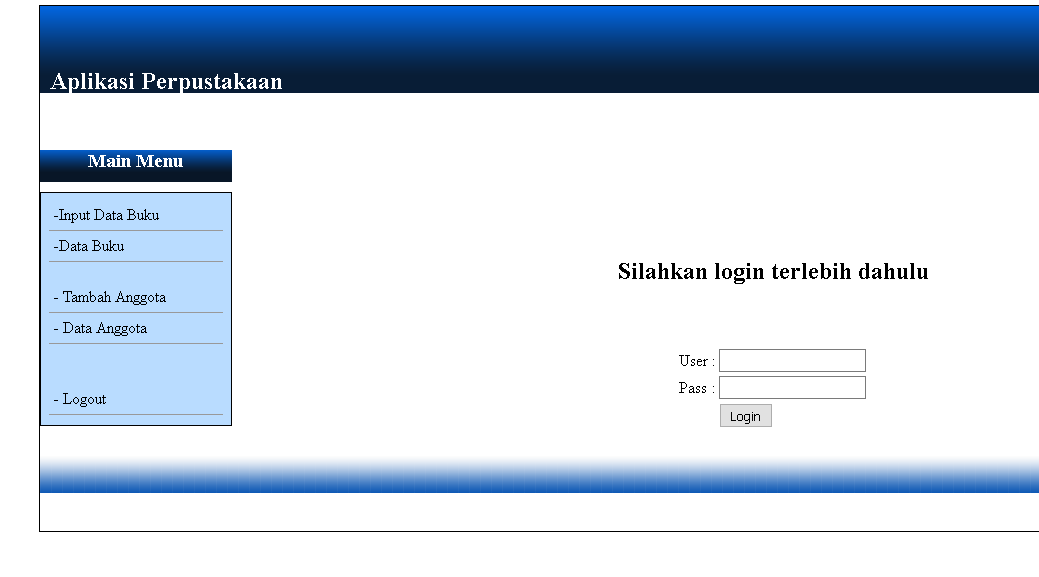 Aplikasi Perpustakaan
Main Menu
-Input Data Buku
-Data Buku
- Tambah Anggota
- Data Anggota
- Logout
Silahkan login terlebih dahulu
User :
Pass :
Login